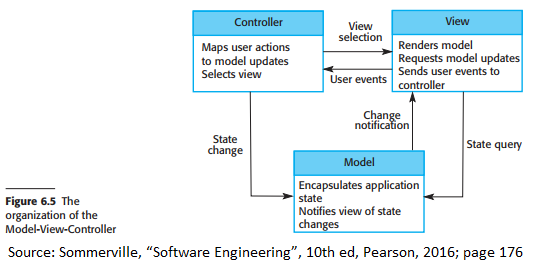 Controller
Maps user actions
to model updates
Selects view
View
selection
User events
View
Renders model
Requests model updates
Sends user events to
controller
State
change
Change
notification
State query
Model
Encapsulates application
state
Notifies view of state
changes
Figure 6.5 The
organization of the
Model-View-Controller
Source: Sommerville, “Software Engineering”, 10th ed, Pearson, 2016; page 176